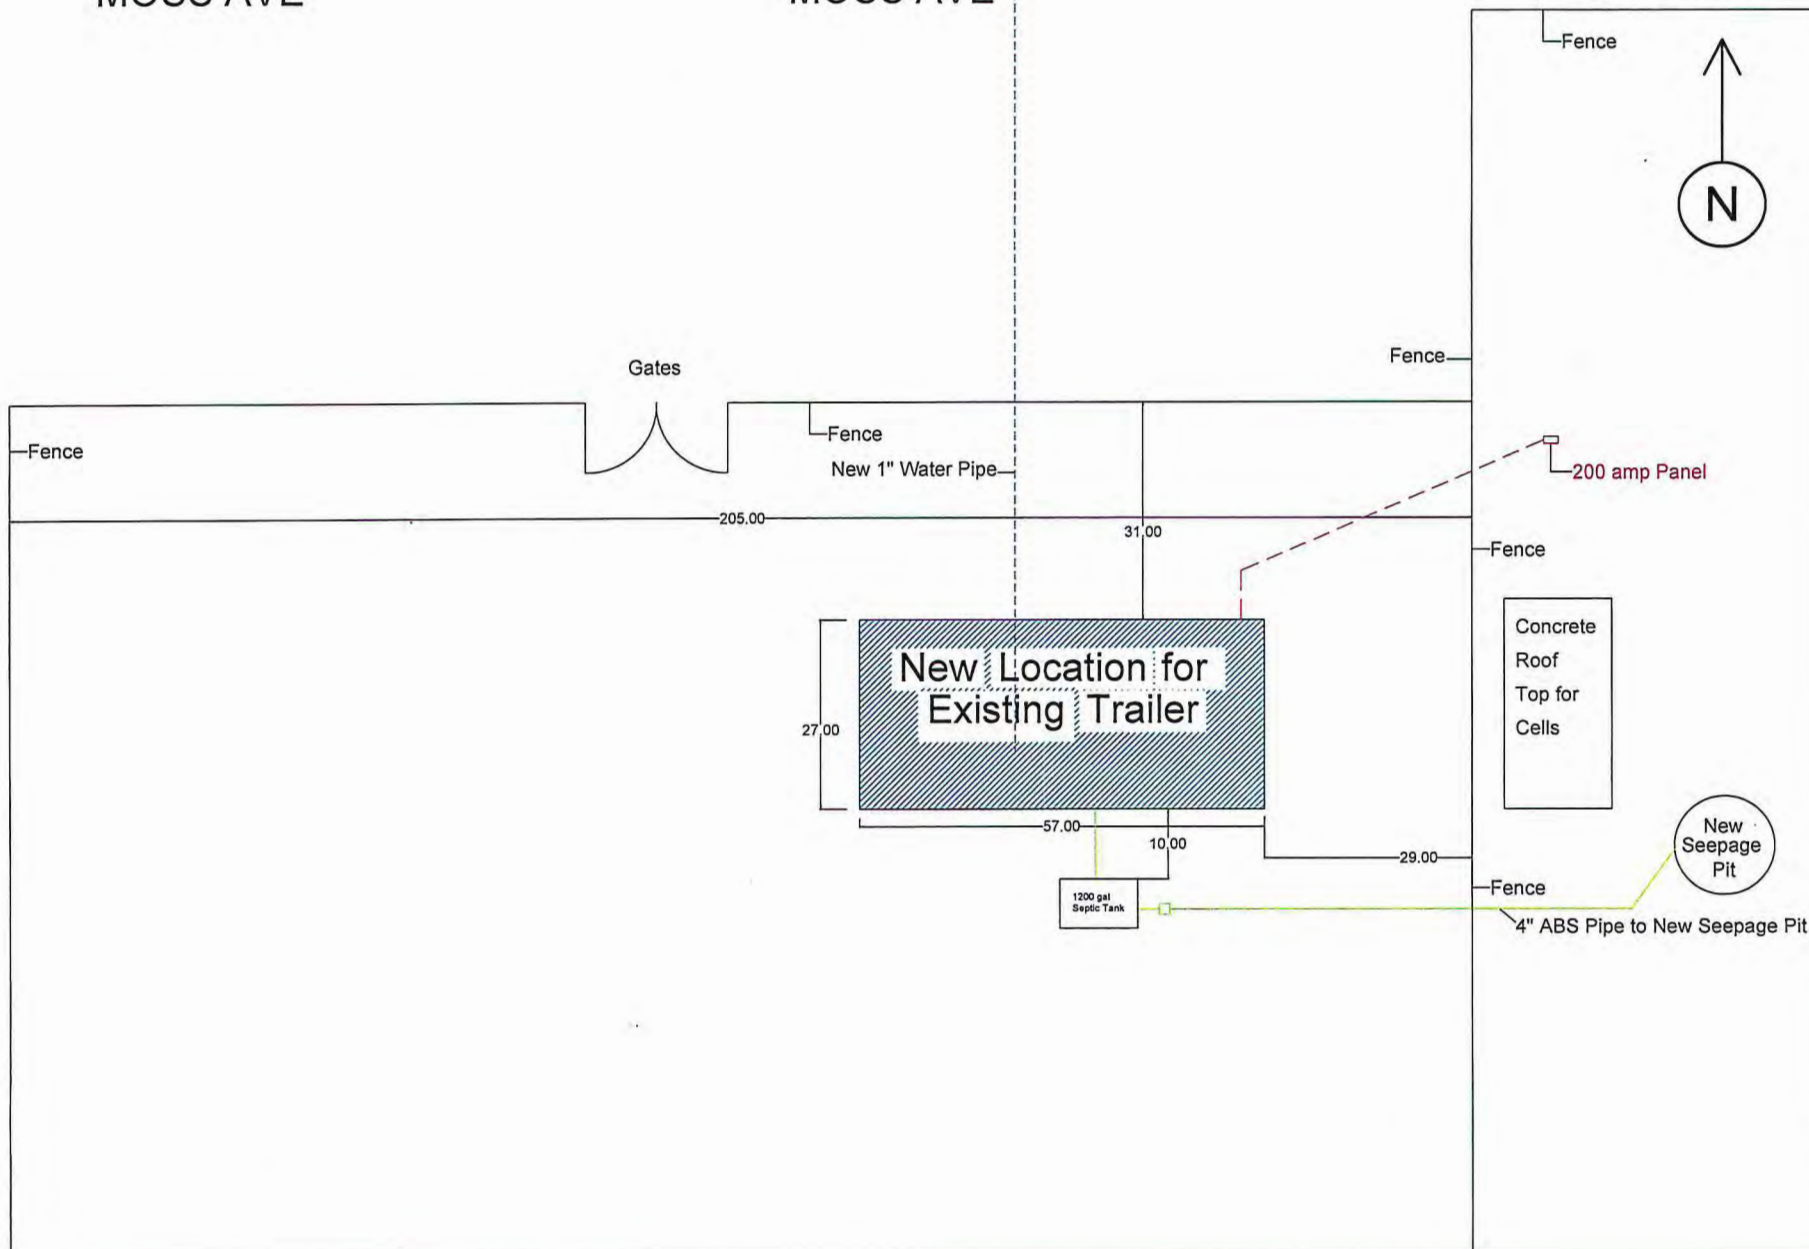 MOSS AVE
MOSS AVE
Fence
N
Gates
Fence
Fence
Fence
New 1" Water Pipe
200 amp Panel
205.00
31.00
Fence
New Location for
Existing Trailer
Concrete
Roof
Top for
Cells
27.00
57.00
10.00
29.00
New
Seepage
Pit
1200 gal
Septic Tank
Fence
4" ABS Pipe to New Seepage Pit